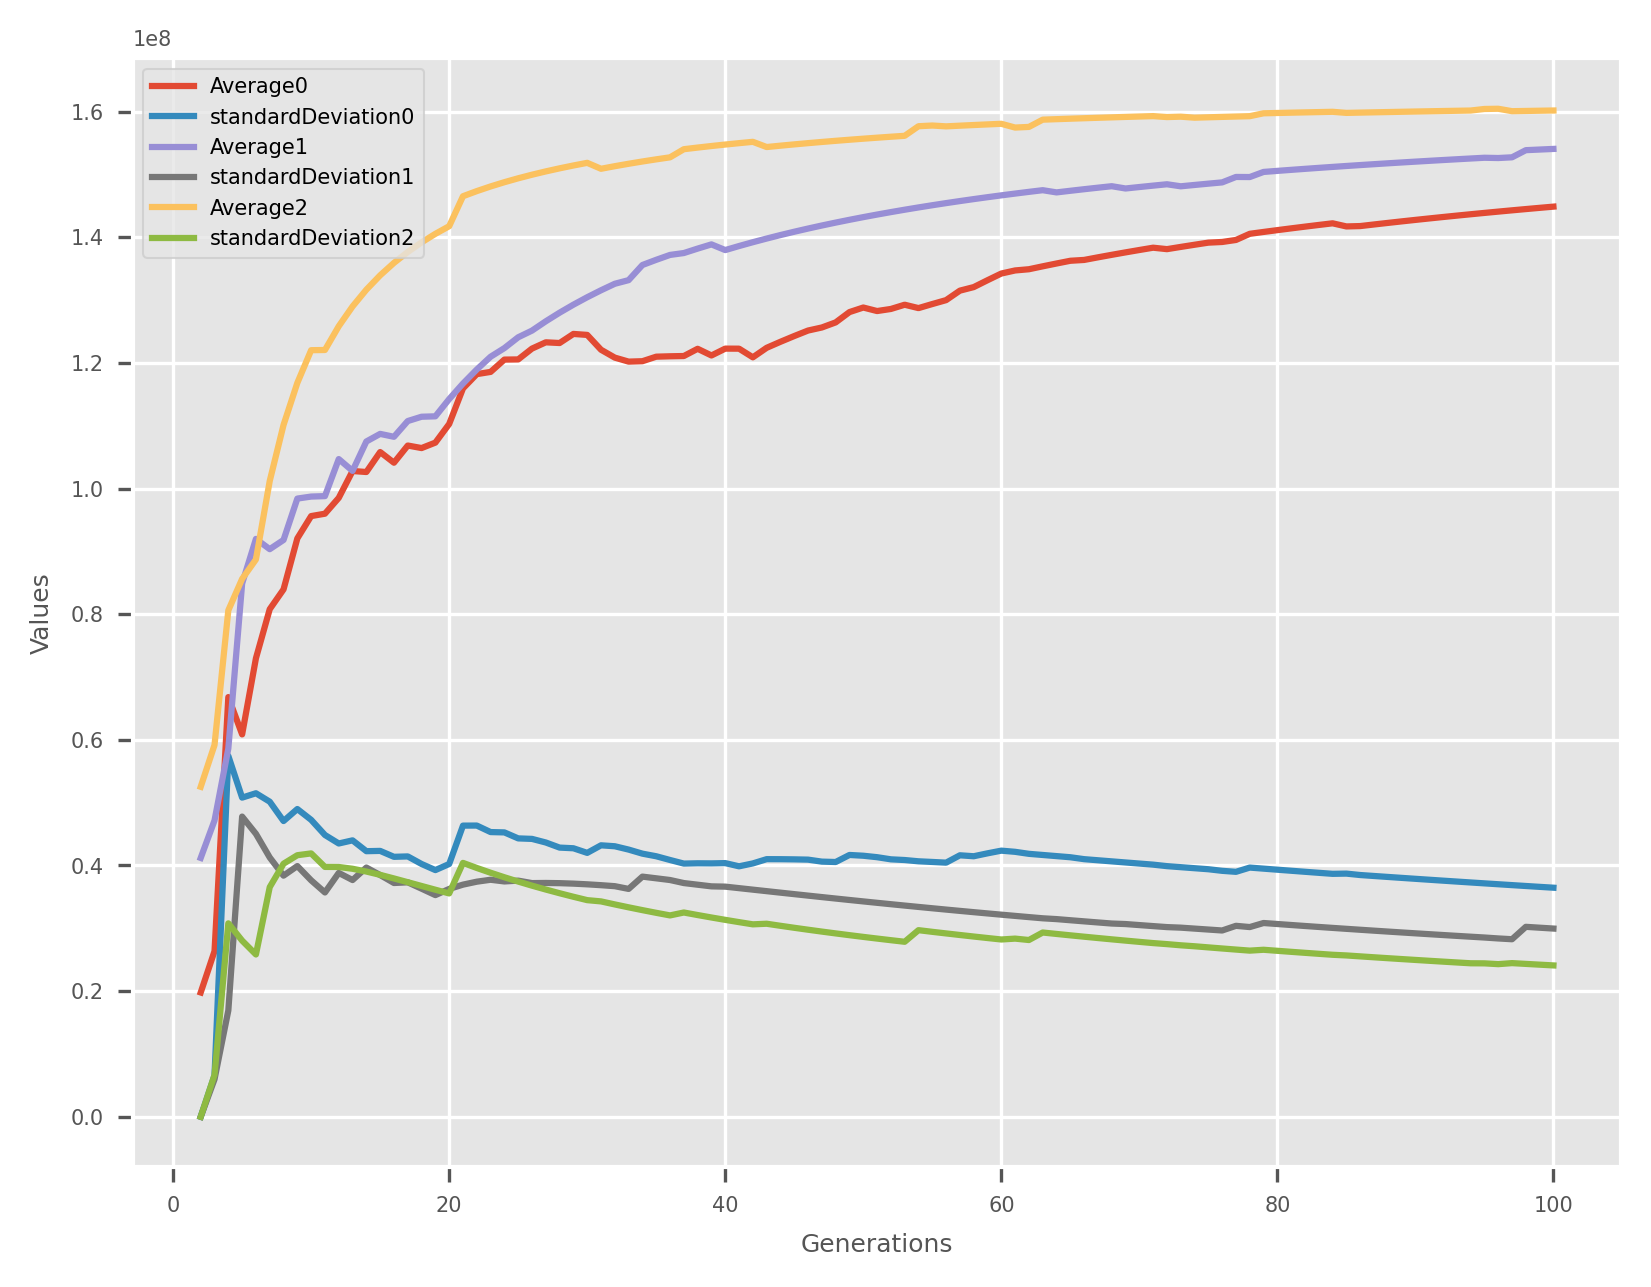 1e8
Average0
standardDeviation0
Average1
standardDeviation1
Average2
standardDeviation2
1.6
1.4
1.2
1.0
0.8
0.6
0.4
0.2
0.0
Values
0 20 40 60 80 100
Generations